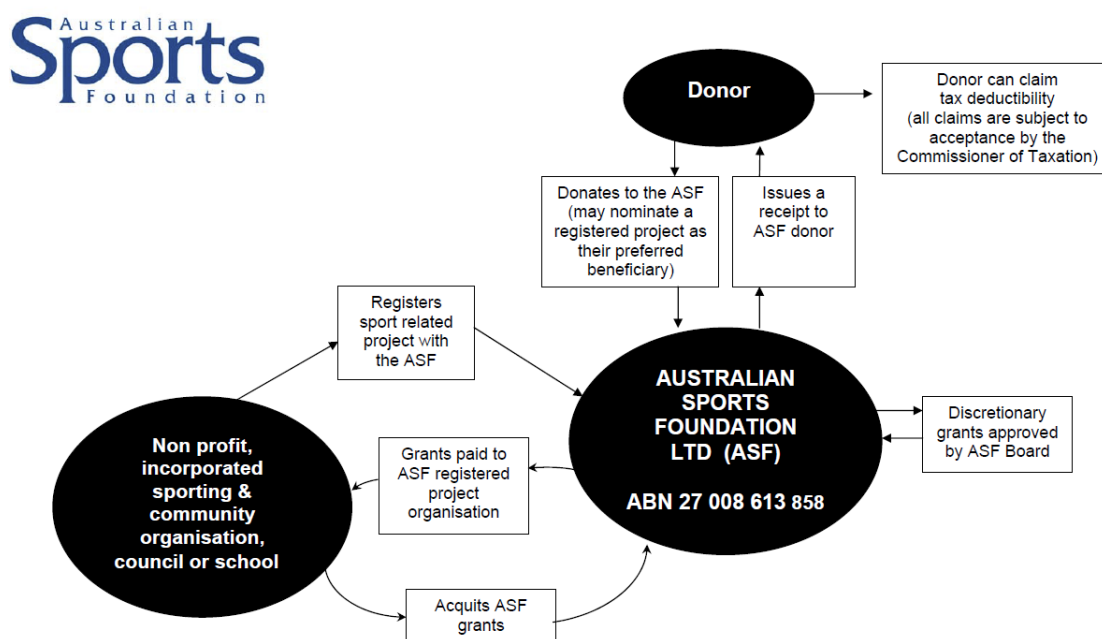 Australian
Sports
Foundation
Donor
Donor can claim
tax deductibility
(all claims are subject to
acceptance by the
Commissioner of Taxation)
Donates to the ASF
(may nominate a
registered project as
their preferred
beneficiary)
Issues a
receipt to
ASF donor
Registers
sport related
project with
the ASF
AUSTRALIAN
SPORTS
FOUNDATION
LTD (ASF)
ABN 27 008 613 858
Discretionary
grants approved
by ASF Board
Non profit,
incorporated
sporting &
community
organisation,
council or school
Grants paid to
ASF registered
project
organisation
Acquits ASF
grants